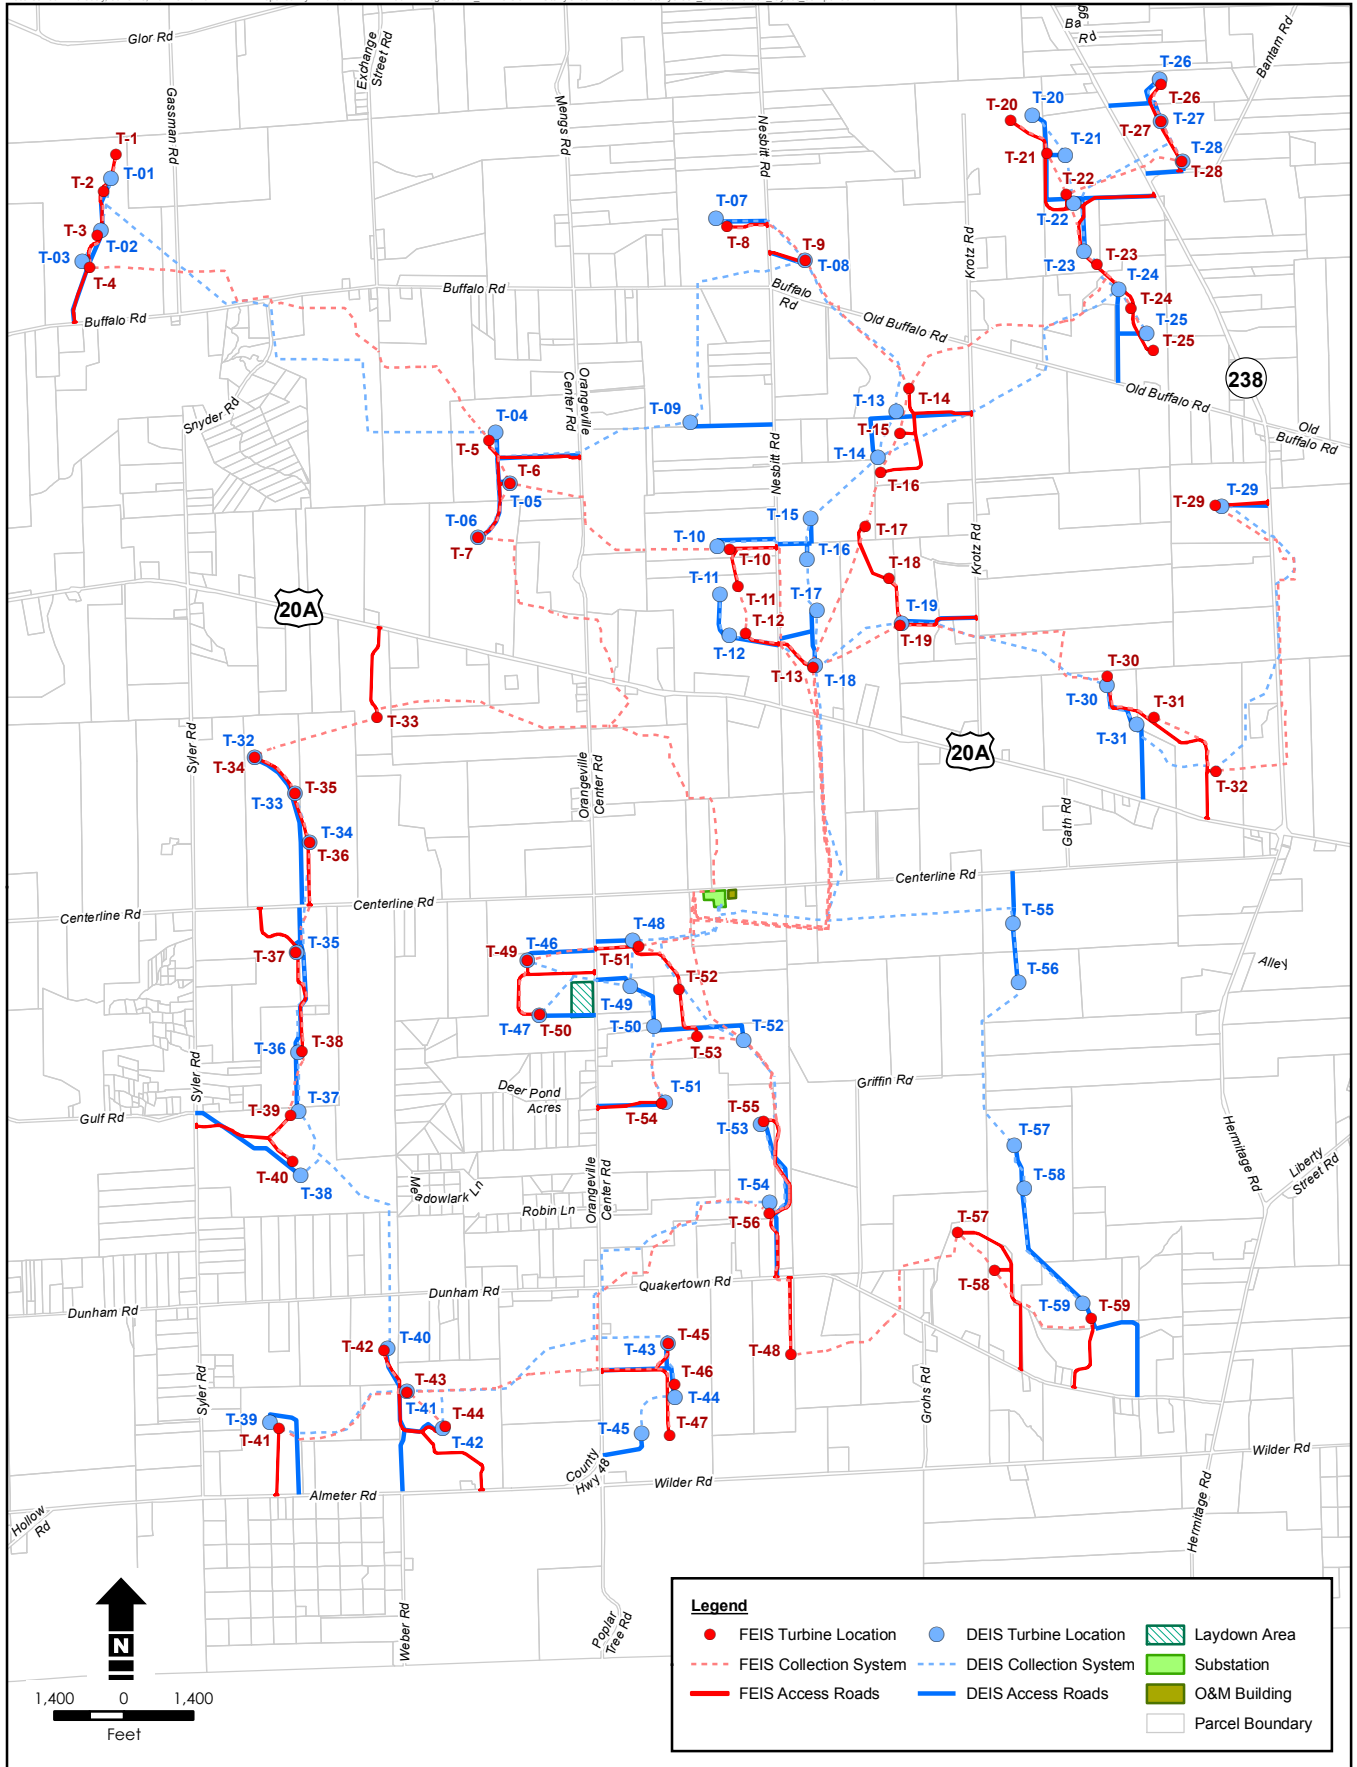 Glor Rd
Exchange
Street Rd
Gassman Rd
Mengs Rd
Nesbitt Rd
Bagg
Rd
Bantam Rd
T-26
T-26
T-27
T-27
T-28
T-28
T-20
T-20
T-21
T-21
T-22
T-22
T-23
T-23
T-24
T-24
T-25
T-25
T-1
T-01
T-2
T-3
T-02
T-03
T-4
Buffalo Rd
Buffalo Rd
T-07
T-8
T-9
T-08
Buffalo
Rd
Old Buffalo Rd
Krotz Rd
238
Old Buffalo Rd
Old
Buffalo Rd
Snyder Rd
Orangeville
Center Rd
T-04
T-5
T-6
T-05
T-06
T-7
T-09
Nesbitt Rd
T-13
T-14
T-15
T-14
T-16
T-15
T-16
T-10
T-10
T-11
T-11
T-12
T-12
T-17
T-17
T-18
T-19
T-19
T-13
T-18
Krotz Rd
T-29
T-29
20A
T-30
T-30
T-31
T-31
T-32
20A
Gath Rd
T-33
T-32
T-34
T-35
T-33
T-34
T-36
Syler Rd
Orangeville
Center Rd
Centerline Rd
Centerline Rd
Centerline Rd
T-35
T-37
T-36
T-38
T-37
T-39
T-40
T-38
Syler Rd
Gulf Rd
T-48
T-46
T-49
T-51
T-52
T-49
T-47
T-50
T-50
T-53
T-52
T-51
T-54
T-55
T-53
T-54
T-56
T-55
T-56
Alley
Deer Pond
Acres
Griffin Rd
Meadowlark Ln
Robin Ln
Orangeville
Center Rd
T-57
T-58
T-57
T-58
T-59
T-59
Hermitage Rd
Liberty
Street Rd
Dunham Rd
Dunham Rd
Quakertown Rd
T-48
T-42
T-40
T-43
T-41
T-44
T-42
T-39
T-41
T-45
T-43
T-46
T-44
T-45
T-47
Syler Rd
Grohs Rd
County
Hwy 48
Wilder Rd
Wilder Rd
Almeter Rd
Hollow
Rd
Weber Rd
Poplar
Tree Rd
Hermitage Rd
N
1,400 0 1,400
Feet
Legend
FEIS Turbine Location
DEIS Turbine Location
Laydown Area
FEIS Collection System
DEIS Collection System
Substation
FEIS Access Roads
DEIS Access Roads
O&M Building
Parcel Boundary